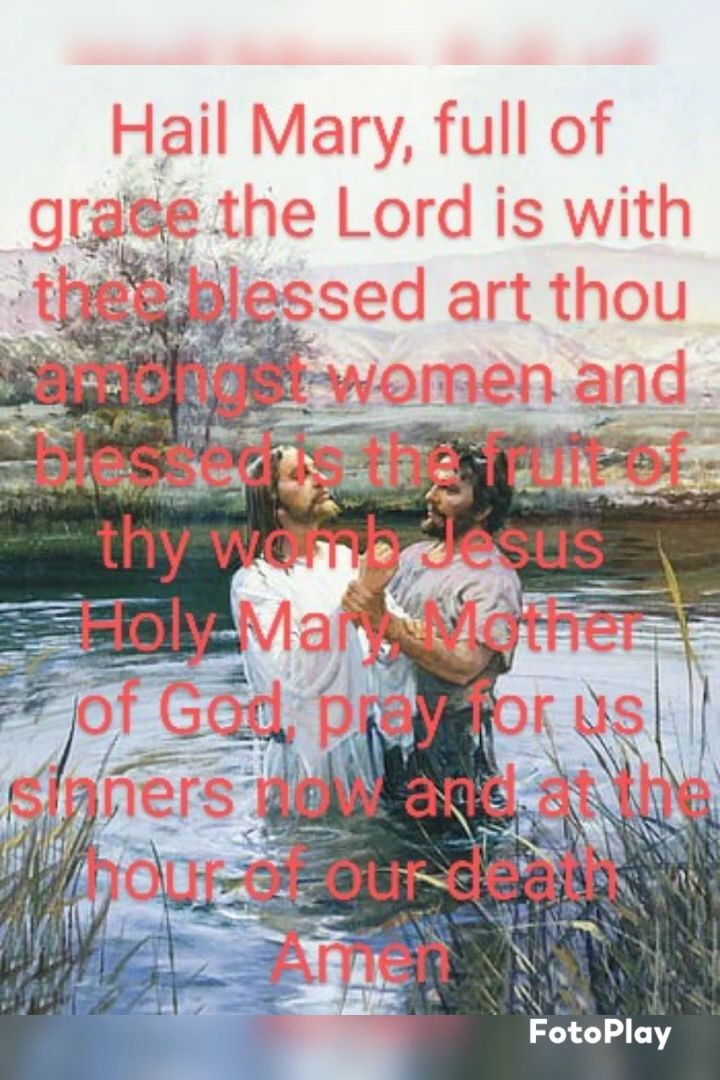 Hail Mary, full of
grace the Lord is with
thee blessed art thou
amongst women and
blessed is the fruit of
thy womb Jesus
Holy Mary, Mother
of God, pray for us
sinners now and at the
hour of our death
Amen
FotoPlay